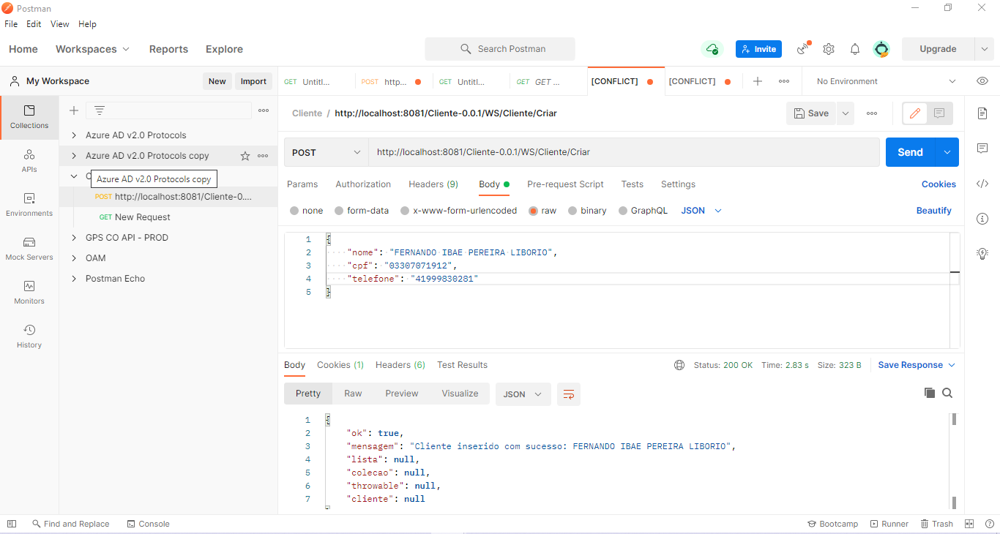 Postman
File Edit View Help
Home Workspaces Reports Explore Search Postman Invite Upgrade
My Workspace New Import GET Untitl... POST http... GET Untitl... GET GET ... [CONFLICT] [CONFLICT] No Environment
Cliente / http://localhost:8081/Cliente-0.0.1/WS/Cliente/Criar Save
Collections
APIs
Environments
Mock Servers
Monitors
History
Azure AD v2.0 Protocols
Azure AD v2.0 Protocols copy
C
Azure AD v2.0 Protocols copy
POST http://localhost:8081/Cliente-0....
GET New Request
GPS CO API - PROD
OAM
Postman Echo
POST http://localhost:8081/Cliente-0.0.1/WS/Cliente/Criar Send
Params Authorization Headers (9) Body Pre-request Script Tests Settings Cookies
none form-data x-www-form-urlencoded raw binary GraphQL JSON Beautify
1 {
2 "nome": "FERNANDO IBAE PEREIRA LIBORIO",
3 "cpf": "03307071912",
4 "telefone": "41999830281"
5 }
Body Cookies (1) Headers (6) Test Results Status: 200 OK Time: 2.83 s Size: 323 B Save Response
Pretty Raw Preview Visualize JSON
1 {
2 "ok": true,
3 "mensagem": "Cliente inserido com sucesso: FERNANDO IBAE PEREIRA LIBORIO",
4 "lista": null,
5 "colecao": null,
6 "throwable": null,
7 "cliente": null
Find and Replace Console Bootcamp Runner Trash